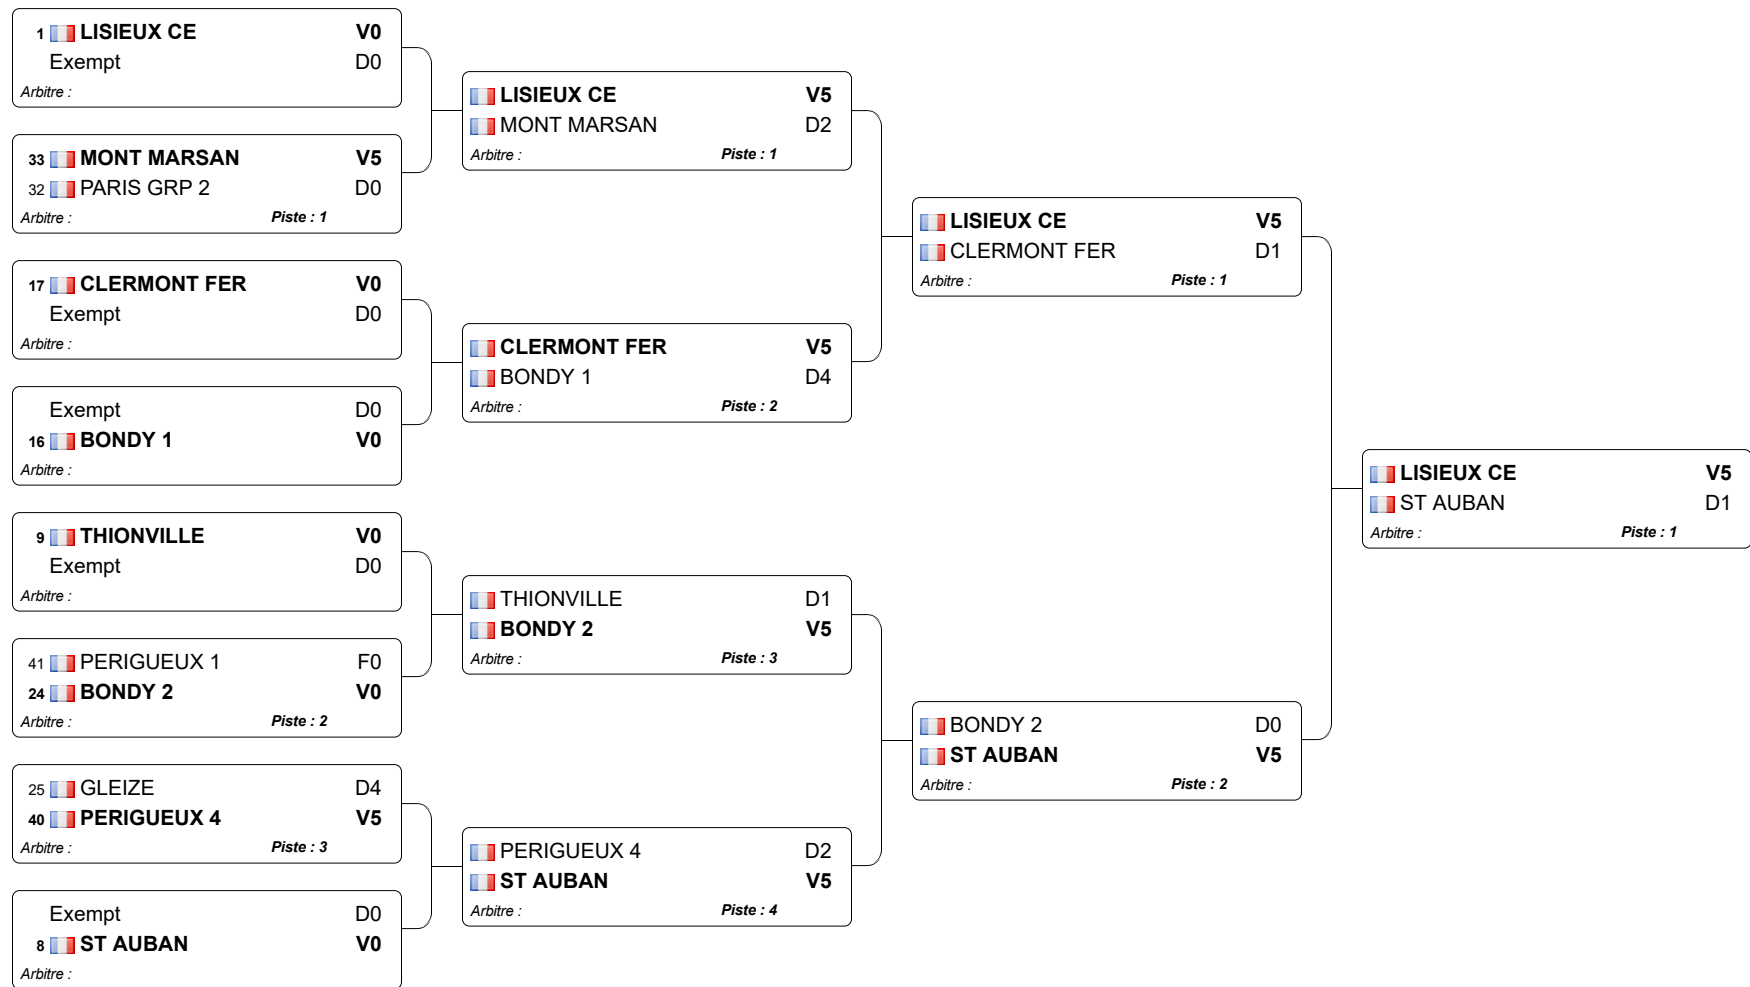 1 LISIEUX CE V0
Exempt D0
Arbitre :
33 MONT MARSAN V5
32 PARIS GRP 2 D0
Arbitre : Piste : 1
17 CLERMONT FER V0
Exempt D0
Arbitre :
Exempt D0
16 BONDY 1 V0
Arbitre :
9 THIONVILLE V0
Exempt D0
Arbitre :
41 PERIGUEUX 1 F0
24 BONDY 2 V0
Arbitre : Piste : 2
25 GLEIZE D4
40 PERIGUEUX 4 V5
Arbitre : Piste : 3
Exempt D0
8 ST AUBAN V0
Arbitre :
LISIEUX CE V5
MONT MARSAN D2
Arbitre : Piste : 1
CLERMONT FER V5
BONDY 1 D4
Arbitre : Piste : 2
THIONVILLE D1
BONDY 2 V5
Arbitre : Piste : 3
PERIGUEUX 4 D2
ST AUBAN V5
Arbitre : Piste : 4
LISIEUX CE V5
CLERMONT FER D1
Arbitre : Piste : 1
BONDY 2 D0
ST AUBAN V5
Arbitre : Piste : 2
LISIEUX CE V5
ST AUBAN D1
Arbitre : Piste : 1